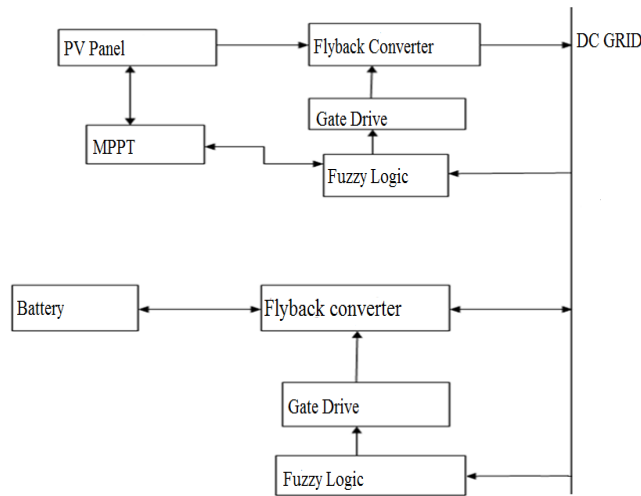 PV Panel
Flyback Converter
DC GRID
Gate Drive
MPPT
Fuzzy Logic
Battery
Flyback converter
Gate Drive
Fuzzy Logic